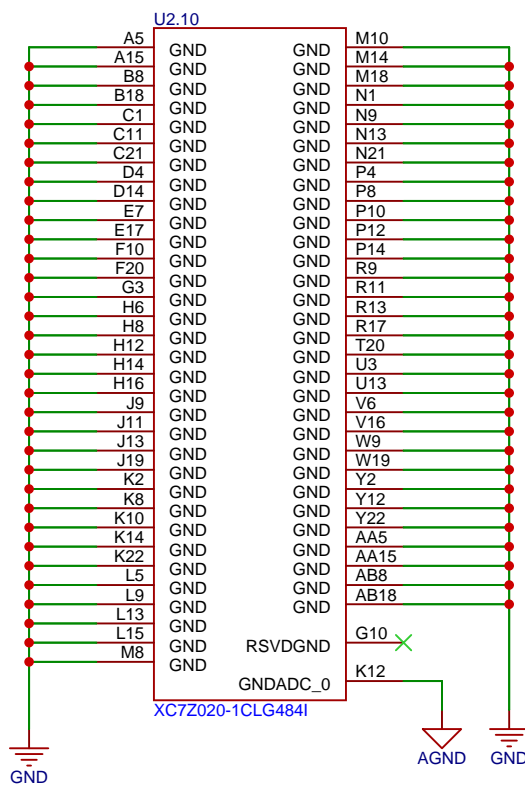 U2.10
A5 GND GND M10
A15 GND GND M14
B8 GND GND M18
B18 GND GND N1
C1 GND GND N9
C11 GND GND N13
C21 GND GND N21
D4 GND GND P4
D14 GND GND P8
E7 GND GND P10
E17 GND GND P12
F10 GND GND P14
F20 GND GND R9
G3 GND GND R11
H6 GND GND R13
H8 GND GND R17
H12 GND GND T20
H14 GND GND U3
H16 GND GND U13
J9 GND GND V6
J11 GND GND V16
J13 GND GND W9
J19 GND GND W19
K2 GND GND Y2
K8 GND GND Y12
K10 GND GND Y22
K14 GND GND AA5
K22 GND GND AA15
L5 GND GND AB8
L9 GND GND AB18
L13 GND
L15 GND RSVDGND G10
M8 GND
GNDADC_0 K12
XC7Z020-1CLG484I
GND AGND GND